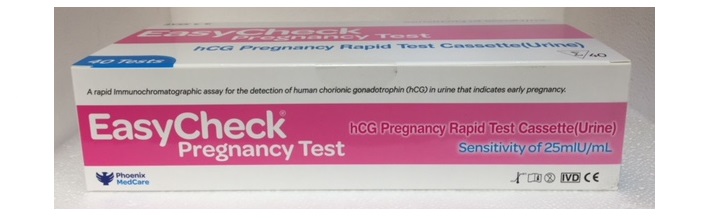 EasyCheck
Pregnancy Test
hCG Pregnancy Rapid Test Cassette(Urine)
40 Tests
A rapid Immunochromatographic assay for the detection of human chorionic gonadotrophin (hCG) in urine that indicates early pregnancy.
EasyCheck®
Pregnancy Test
hCG Pregnancy Rapid Test Cassette(Urine)
Sensitivity of 25mIU/mL
Phoenix
MedCare
IVD CE